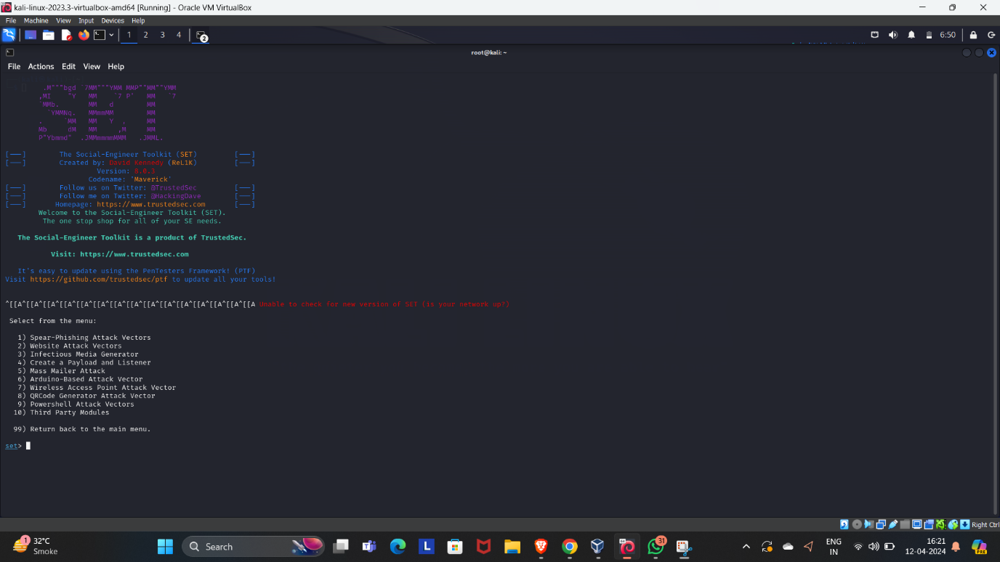 kali-linux-2023.3-virtualbox-amd64 [Running] - Oracle VM VirtualBox
File Machine View Input Devices Help
1 2 3 4 2 6:50
root@kali: ~
File Actions Edit View Help
.M"""bgd `7MM"""YMM MMP""MM""YMM
,MI "Y MM `7 P' MM `7
`MMb. MM d MM
`YMMNq. MMmmMM MM
. `MM MM Y , MM
Mb dM MM ,M MM
P"Ybmmd" .JMMmmmmMMM .JMML.
[---] The Social-Engineer Toolkit (SET) [---]
[---] Created by: David Kennedy (ReL1K) [---]
Version: 8.0.3
Codename: 'Maverick'
[---] Follow us on Twitter: @TrustedSec [---]
[---] Follow me on Twitter: @HackingDave [---]
[---] Homepage: https://www.trustedsec.com [---]
Welcome to the Social-Engineer Toolkit (SET).
The one stop shop for all of your SE needs.
The Social-Engineer Toolkit is a product of TrustedSec.
Visit: https://www.trustedsec.com
It's easy to update using the PenTesters Framework! (PTF)
Visit https://github.com/trustedsec/ptf to update all your tools!
^[[A^[[A^[[A^[[A^[[A^[[A^[[A^[[A^[[A^[[A^[[A^[[A^[[A^[[A^[[A Unable to check for new version of SET (is your network up?)
Select from the menu:
1) Spear-Phishing Attack Vectors
2) Website Attack Vectors
3) Infectious Media Generator
4) Create a Payload and Listener
5) Mass Mailer Attack
6) Arduino-Based Attack Vector
7) Wireless Access Point Attack Vector
8) QRCode Generator Attack Vector
9) Powershell Attack Vectors
10) Third Party Modules
99) Return back to the main menu.
set>
Right Ctrl
1 32°C
Smoke
Search
L
31
ENG
IN
16:21
12-04-2024
PRE